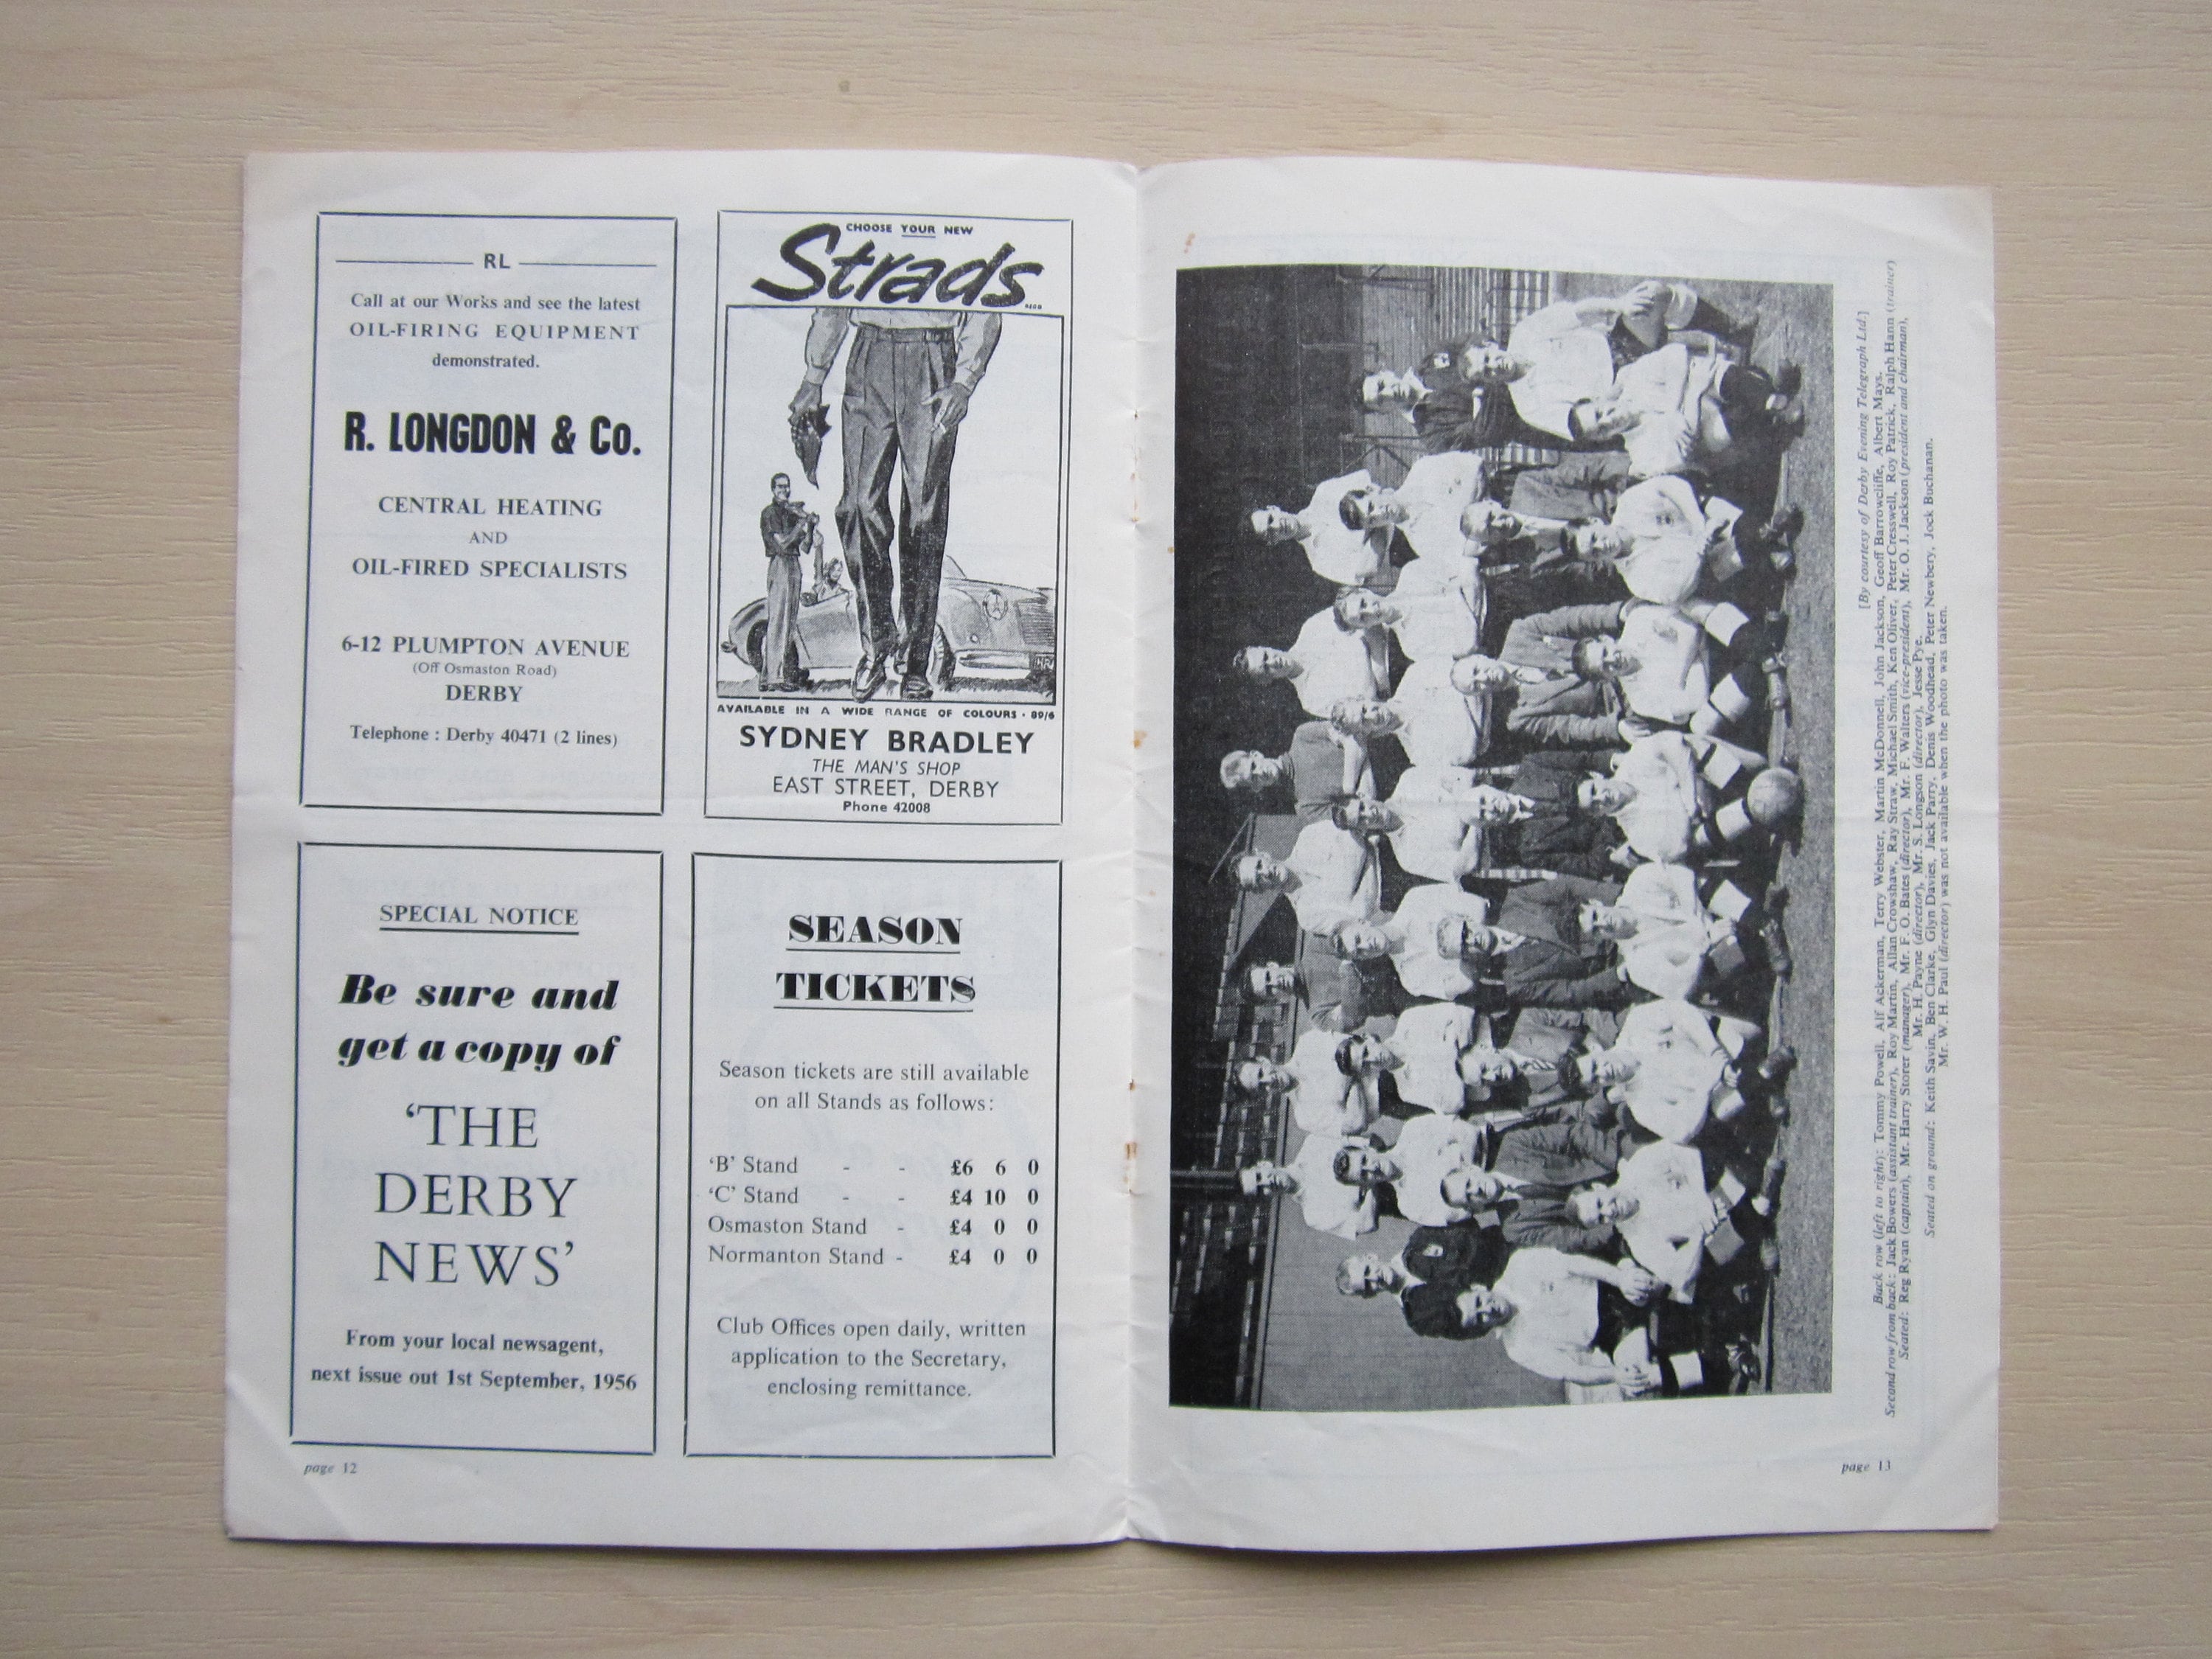 RL
Call at our Works and see the latest
OIL-FIRING EQUIPMENT
demonstrated.
R. LONGDON & Co.
CENTRAL HEATING
AND
OIL-FIRED SPECIALISTS
6-12 PLUMPTON AVENUE
(Off Osmaston Road)
DERBY
Telephone : Derby 40471 (2 lines)
CHOOSE YOUR NEW
Strads
REGD
AVAILABLE IN A WIDE RANGE OF COLOURS · 89/6
SYDNEY BRADLEY
THE MAN'S SHOP
EAST STREET, DERBY
Phone 42008
SPECIAL NOTICE
Be sure and
get a copy of
'THE
DERBY
NEWS'
From your local newsagent,
next issue out 1st September, 1956
SEASON
TICKETS
Season tickets are still available
on all Stands as follows:
'B' Stand - - £6 6 0
'C' Stand - - £4 10 0
Osmaston Stand - £4 0 0
Normanton Stand - £4 0 0
Club Offices open daily, written
application to the Secretary,
enclosing remittance.
page 12
[By courtesy of Derby Evening Telegraph Ltd.]
Back row (left to right): Tommy Powell, Alf Ackerman, Terry Webster, Martin McDonnell, John Jackson, Geoff Barrowcliffe, Albert Mays.
Second row from back: Jack Bowers (assistant trainer), Roy Martin, Allan Crowshaw, Ray Straw, Michael Smith, Ken Oliver, Peter Cresswell, Roy Patrick, Ralph Hann (trainer)
Seated: Reg Ryan (captain), Mr. Harry Storer (manager), Mr. F. O. Bates (director), Mr. F. Walters (vice-president), Mr. O. J. Jackson (president and chairman),
Mr. H. Payne (director), Mr. S. Longson (director), Jesse Pye.
Seated on ground: Keith Savin, Ben Clarke, Glyn Davies, Jack Parry, Denis Woodhead, Peter Newbery, Jock Buchanan.
Mr. W. H. Paul (director) was not available when the photo was taken.
page 13